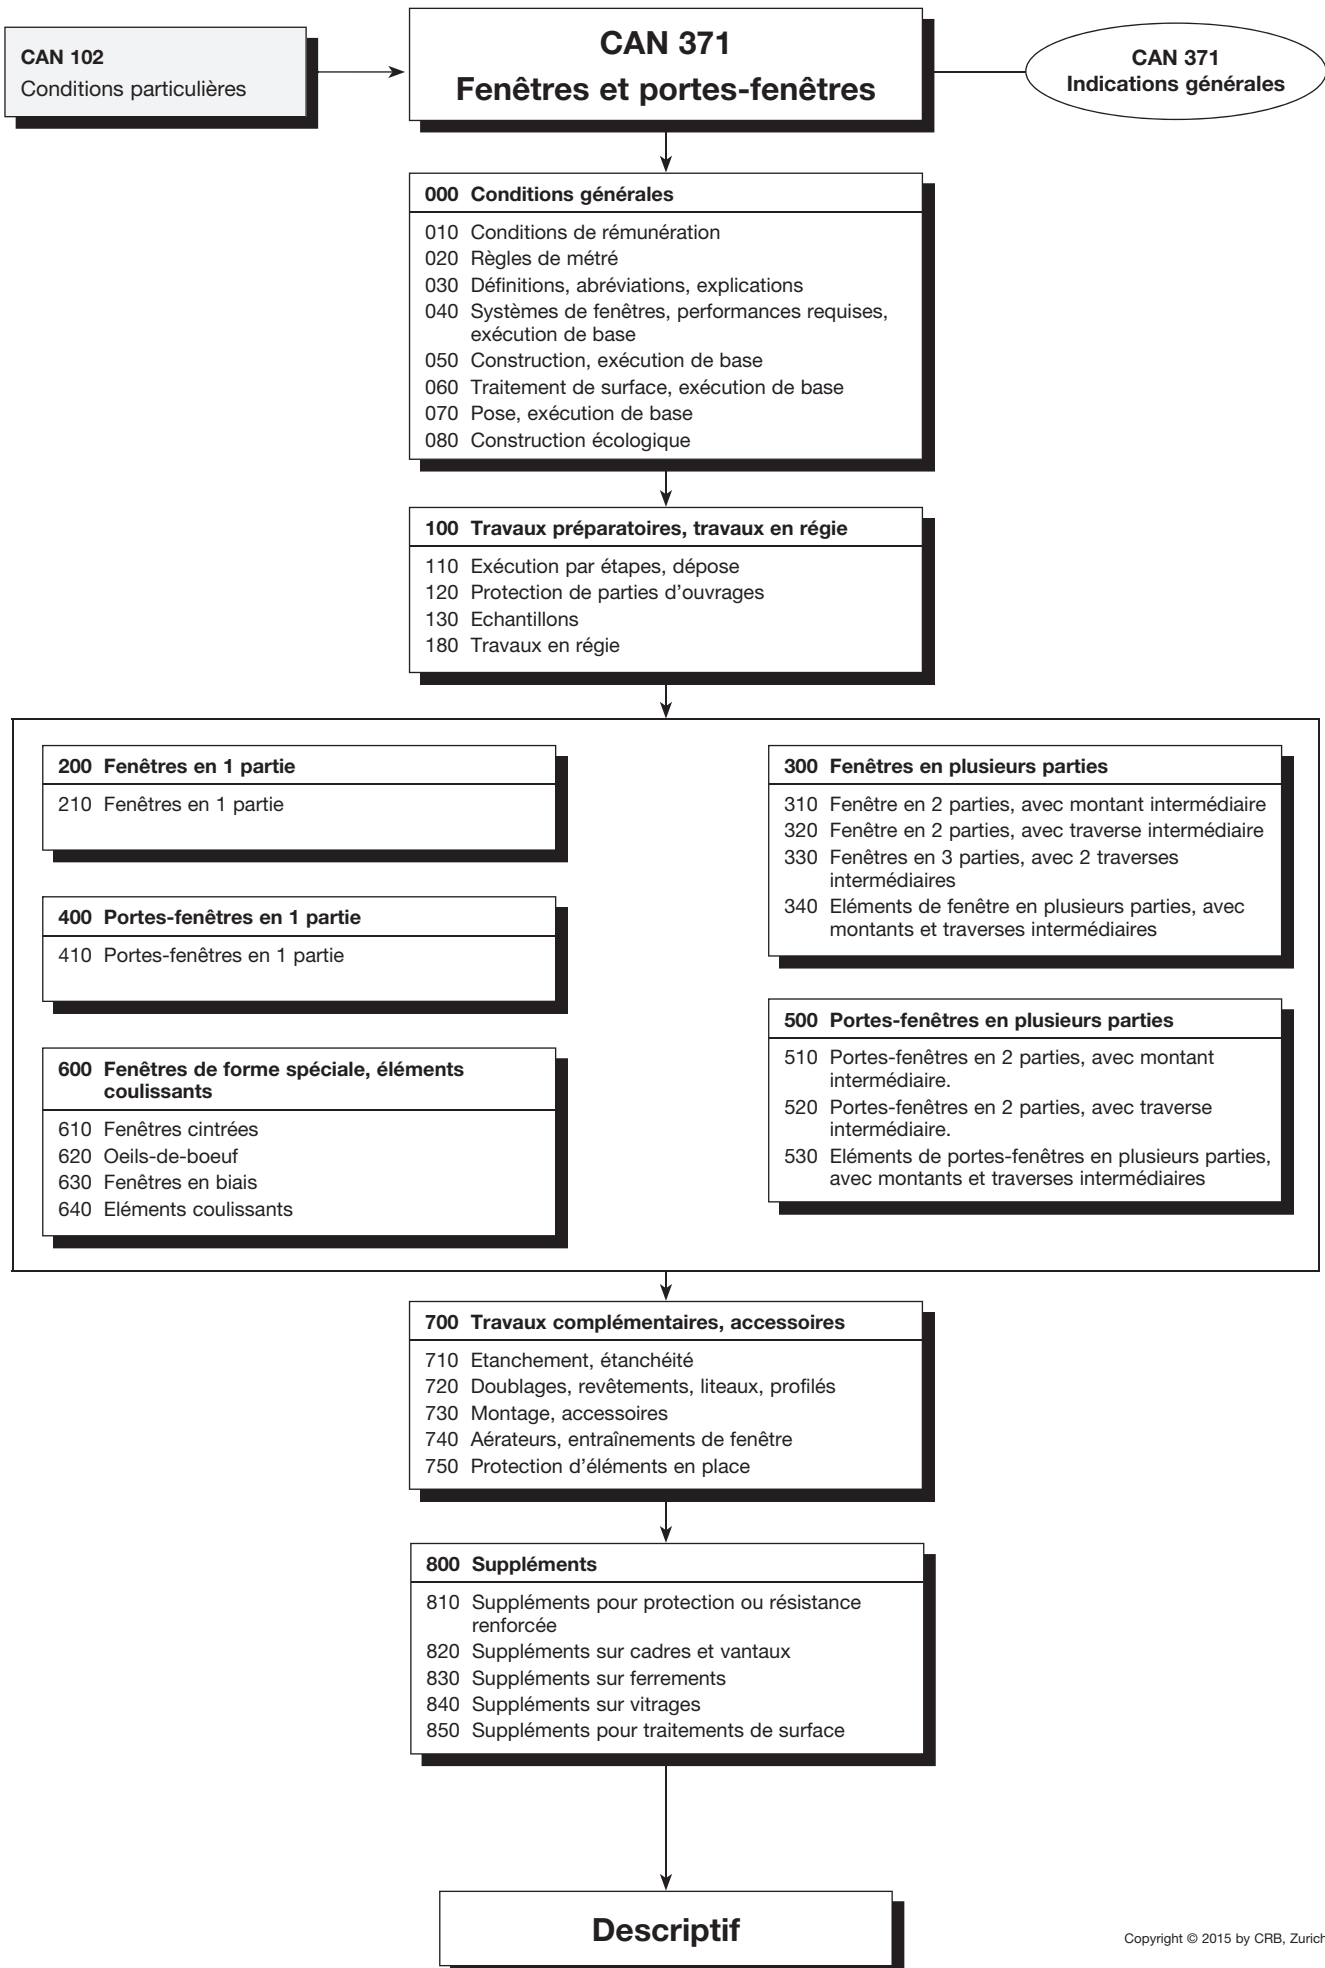 CAN 102
Conditions particulières
CAN 371
Fenêtres et portes-fenêtres
CAN 371
Indications générales
000 Conditions générales
010 Conditions de rémunération
020 Règles de métré
030 Définitions, abréviations, explications
040 Systèmes de fenêtres, performances requises,
exécution de base
050 Construction, exécution de base
060 Traitement de surface, exécution de base
070 Pose, exécution de base
080 Construction écologique
100 Travaux préparatoires, travaux en régie
110 Exécution par étapes, dépose
120 Protection de parties d'ouvrages
130 Echantillons
180 Travaux en régie
200 Fenêtres en 1 partie
210 Fenêtres en 1 partie
300 Fenêtres en plusieurs parties
310 Fenêtre en 2 parties, avec montant intermédiaire
320 Fenêtre en 2 parties, avec traverse intermédiaire
330 Fenêtres en 3 parties, avec 2 traverses
intermédiaires
340 Eléments de fenêtre en plusieurs parties, avec
montants et traverses intermédiaires
400 Portes-fenêtres en 1 partie
410 Portes-fenêtres en 1 partie
500 Portes-fenêtres en plusieurs parties
510 Portes-fenêtres en 2 parties, avec montant
intermédiaire.
520 Portes-fenêtres en 2 parties, avec traverse
intermédiaire.
530 Eléments de portes-fenêtres en plusieurs parties,
avec montants et traverses intermédiaires
600 Fenêtres de forme spéciale, éléments
coulissants
610 Fenêtres cintrées
620 Oeils-de-boeuf
630 Fenêtres en biais
640 Eléments coulissants
700 Travaux complémentaires, accessoires
710 Etanchement, étanchéité
720 Doublages, revêtements, liteaux, profilés
730 Montage, accessoires
740 Aérateurs, entraînements de fenêtre
750 Protection d'éléments en place
800 Suppléments
810 Suppléments pour protection ou résistance
renforcée
820 Suppléments sur cadres et vantaux
830 Suppléments sur ferrements
840 Suppléments sur vitrages
850 Suppléments pour traitements de surface
Descriptif
Copyright © 2015 by CRB, Zurich